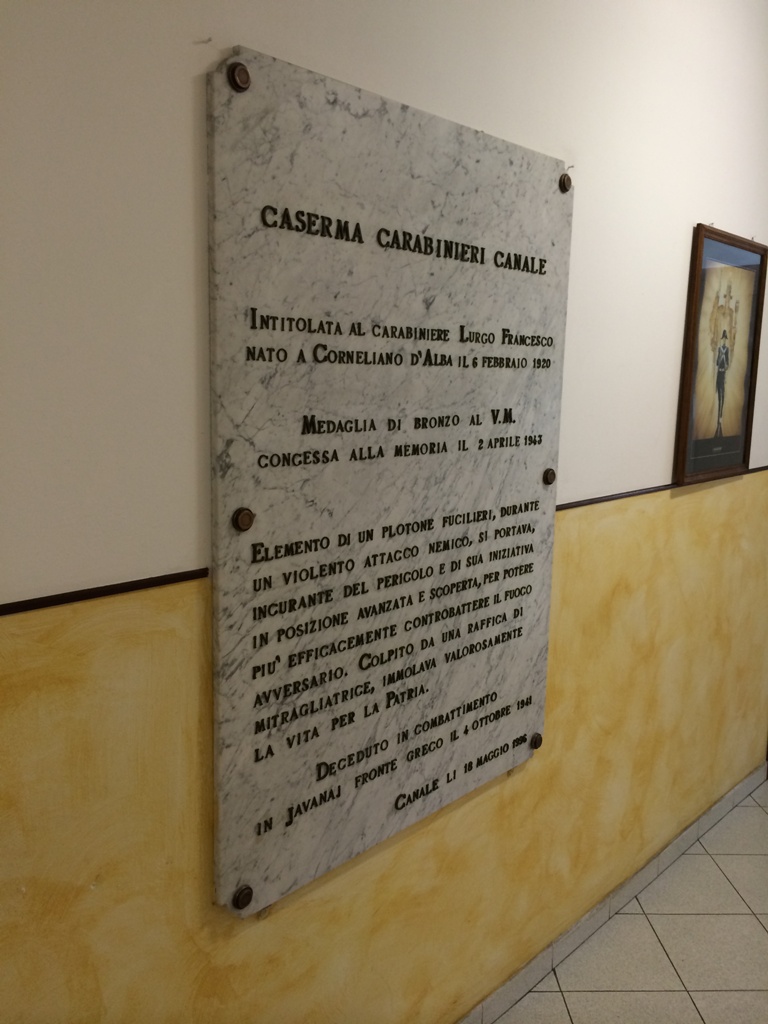 CASERMA CARABINIERI CANALE
INTITOLATA AL CARABINIERE LURGO FRANCESCO
NATO A CORNELIANO D'ALBA IL 6 FEBBRAIO 1920
MEDAGLIA DI BRONZO AL V.M.
CONCESSA ALLA MEMORIA IL 2 APRILE 1943
ELEMENTO DI UN PLOTONE FUCILIERI, DURANTE
UN VIOLENTO ATTACCO NEMICO, SI PORTAVA,
INCURANTE DEL PERICOLO E DI SUA INIZIATIVA
IN POSIZIONE AVANZATA E SCOPERTA, PER POTERE
PIU' EFFICACEMENTE CONTROBATTERE IL FUOCO
AVVERSARIO. COLPITO DA UNA RAFFICA DI
MITRAGLIATRICE, IMMOLAVA VALOROSAMENTE
LA VITA PER LA PATRIA.
DECEDUTO IN COMBATTIMENTO
IN JAVANAJ FRONTE GRECO IL 4 OTTOBRE 1941
CANALE LI 18 MAGGIO 1996